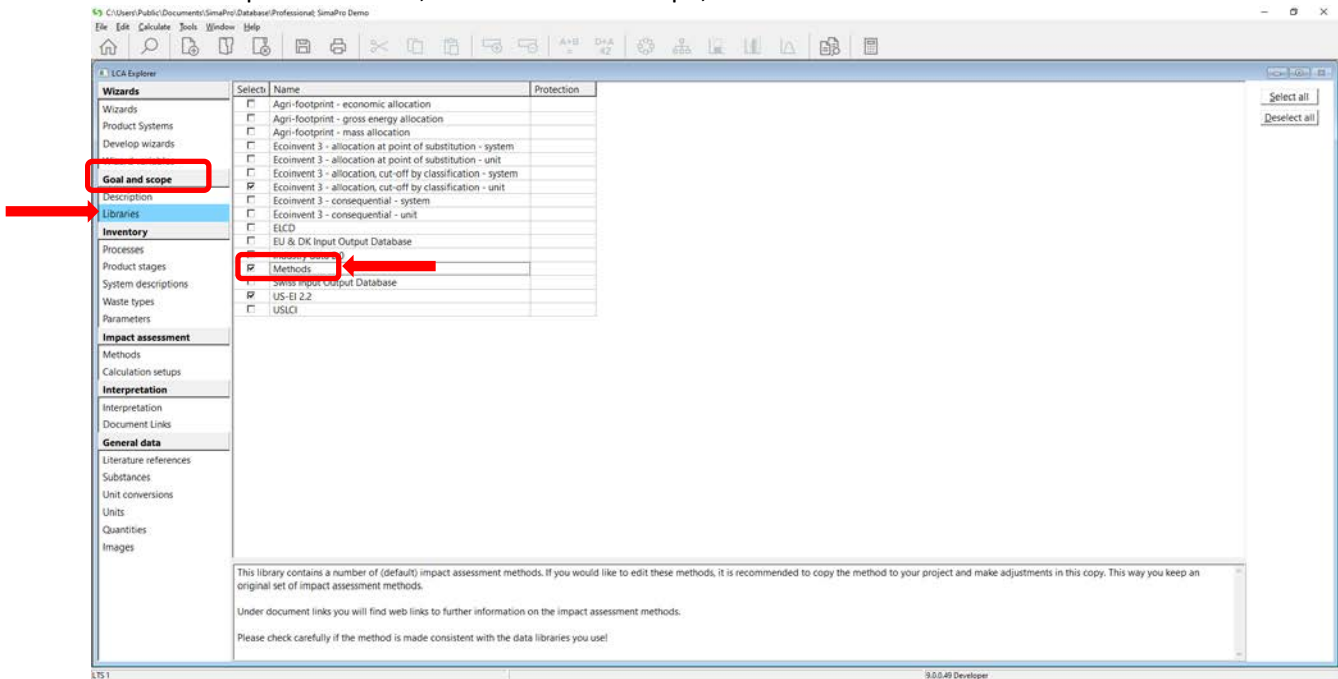 C:\Users\Public\Documents\SimaPro\Database\Professional; SimaPro Demo
File Edit Calculate Tools Window Help
A+B
=
D+A
42
LCA Explorer
Wizards
Wizards
Product Systems
Develop wizards
Goal and scope
Description
Libraries
Inventory
Processes
Product stages
System descriptions
Waste types
Parameters
Impact assessment
Methods
Calculation setups
Interpretation
Interpretation
Document Links
General data
Literature references
Substances
Unit conversions
Units
Quantities
Images
Selecti Name Protection
Agri-footprint - economic allocation
Agri-footprint - gross energy allocation
Agri-footprint - mass allocation
Ecoinvent 3 - allocation at point of substitution - system
Ecoinvent 3 - allocation at point of substitution - unit
Ecoinvent 3 - allocation, cut-off by classification - system
Ecoinvent 3 - allocation, cut-off by classification - unit
Ecoinvent 3 - consequential - system
Ecoinvent 3 - consequential - unit
ELCD
EU & DK Input Output Database
Methods
Swiss Input Output Database
US-EI 2.2
USLCI
Select all
Deselect all
This library contains a number of (default) impact assessment methods. If you would like to edit these methods, it is recommended to copy the method to your project and make adjustments in this copy. This way you keep an
original set of impact assessment methods.
Under document links you will find web links to further information on the impact assessment methods.
Please check carefully if the method is made consistent with the data libraries you use!
LTS 1
9.0.0.49 Developer